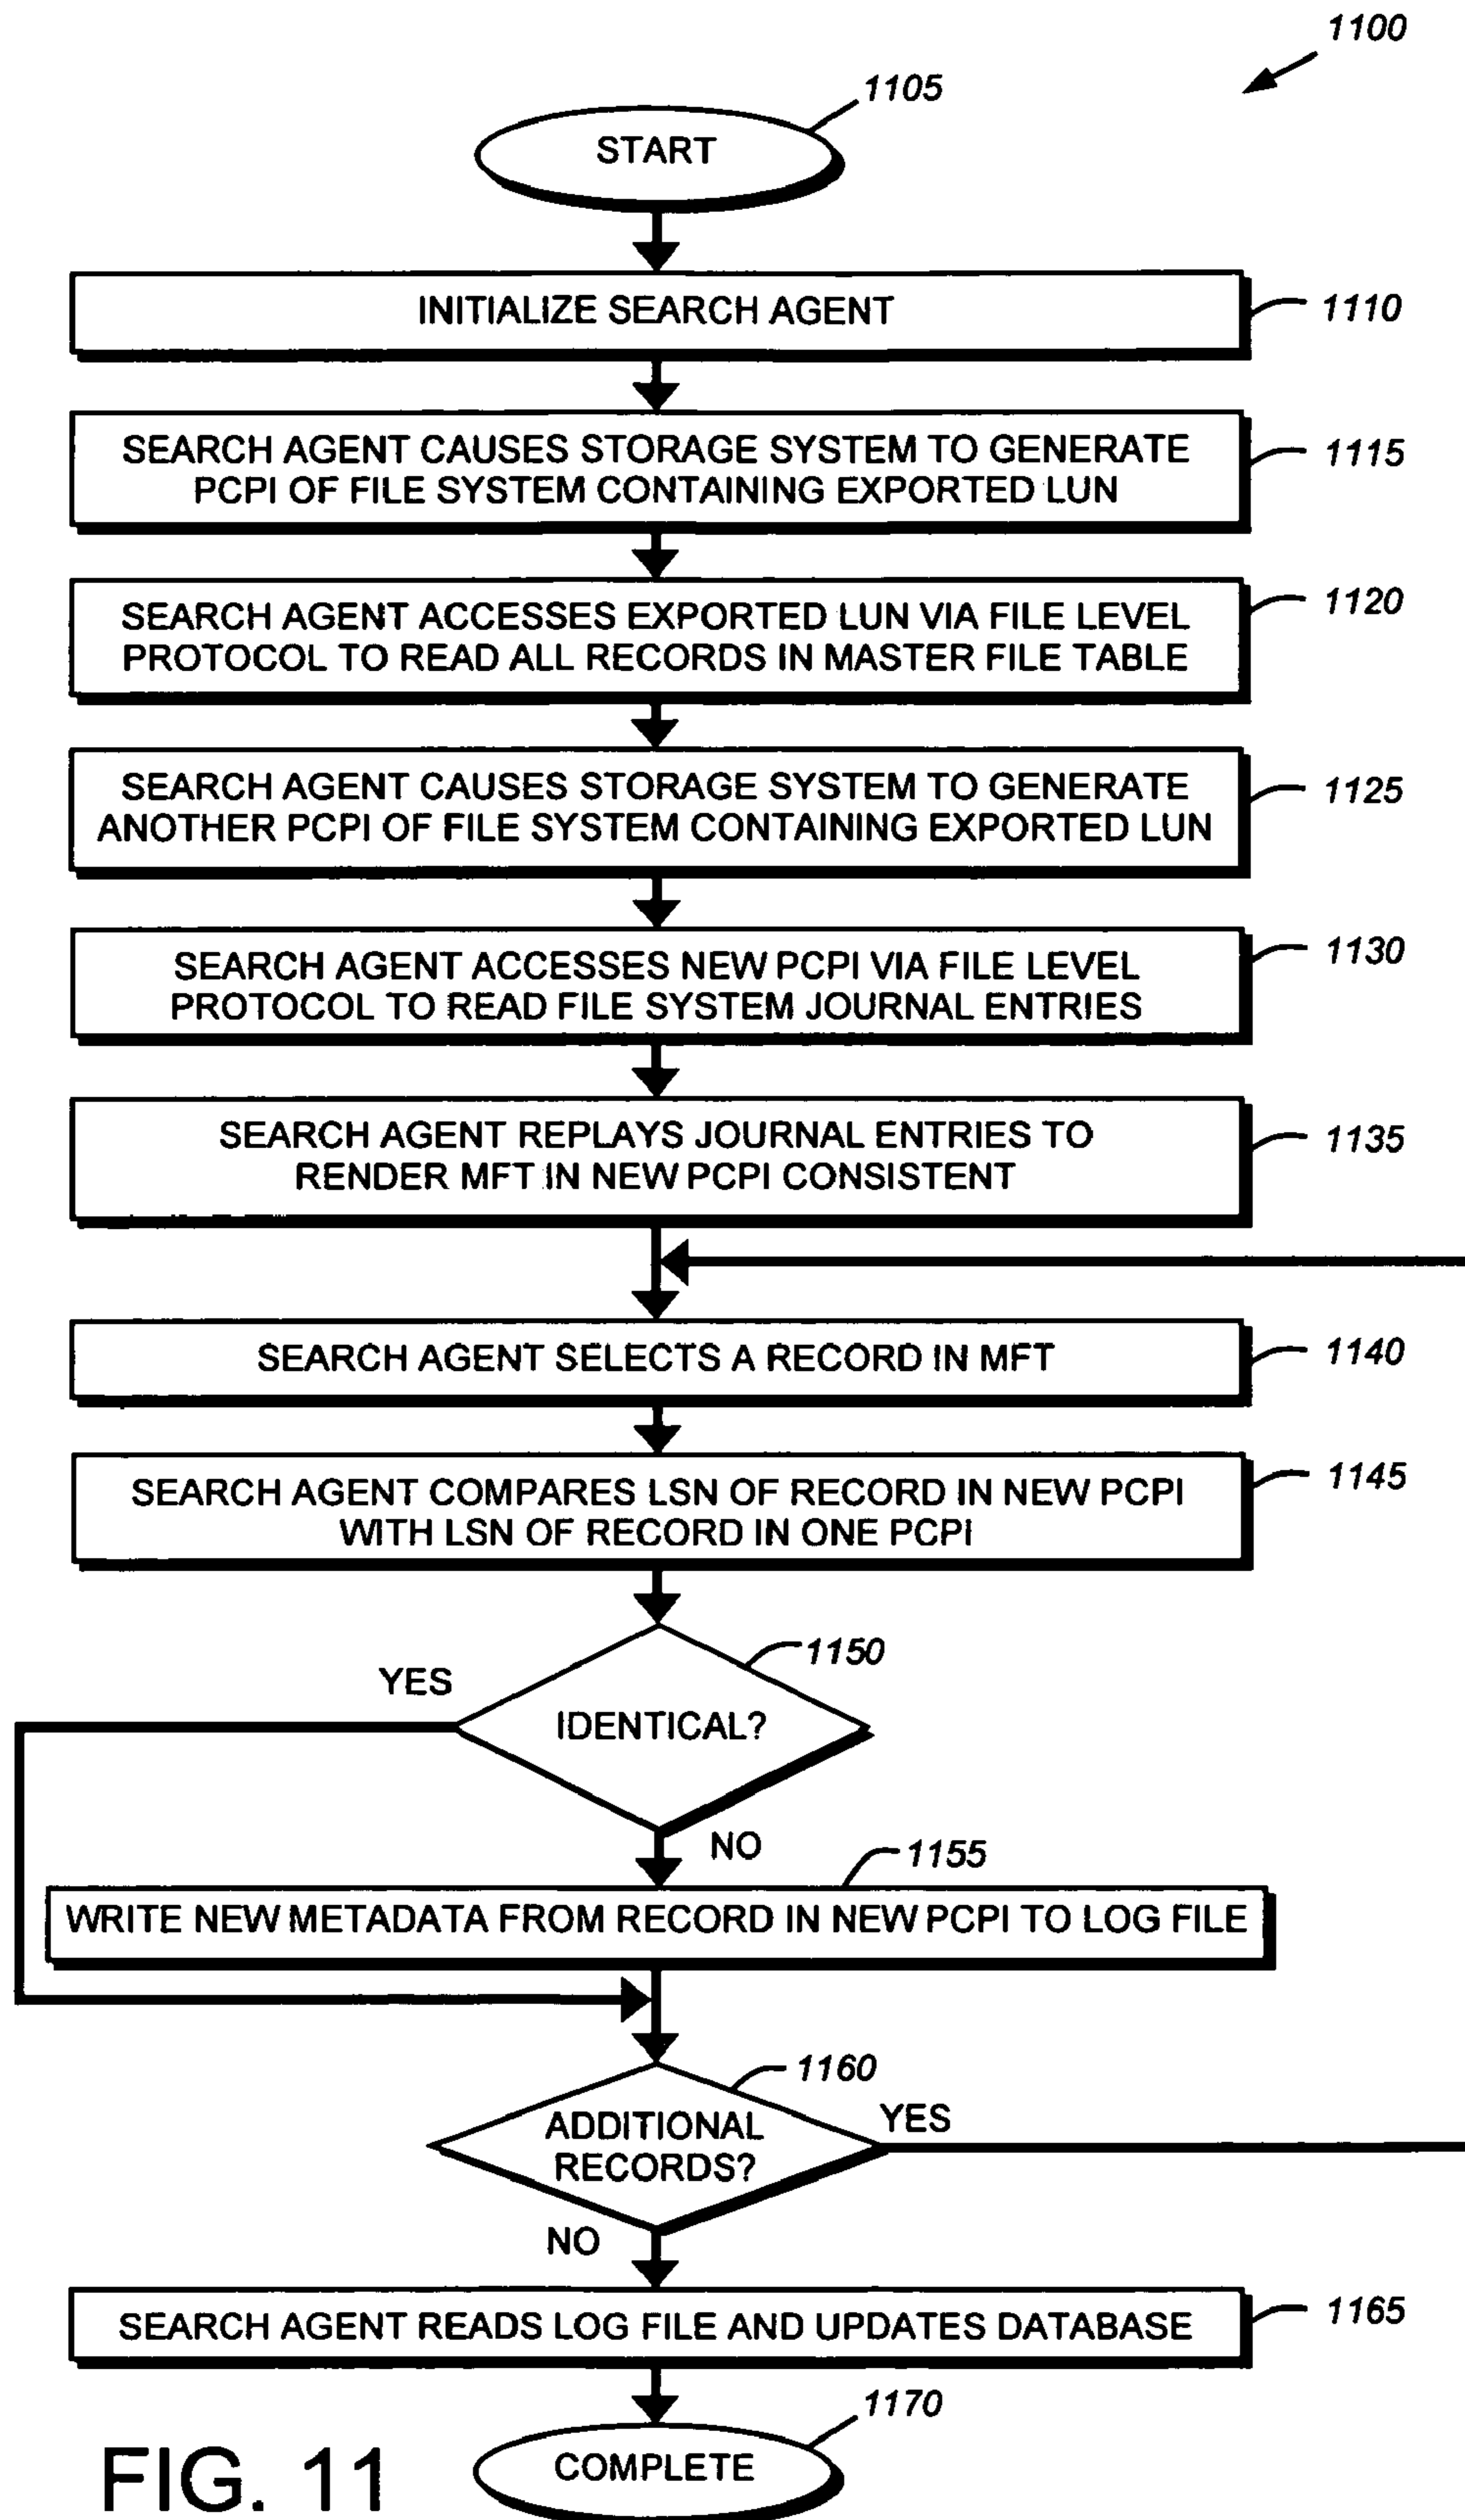 1100
1105
START
INITIALIZE SEARCH AGENT
1110
SEARCH AGENT CAUSES STORAGE SYSTEM TO GENERATE
PCPI OF FILE SYSTEM CONTAINING EXPORTED LUN
1115
SEARCH AGENT ACCESSES EXPORTED LUN VIA FILE LEVEL
PROTOCOL TO READ ALL RECORDS IN MASTER FILE TABLE
1120
SEARCH AGENT CAUSES STORAGE SYSTEM TO GENERATE
ANOTHER PCPI OF FILE SYSTEM CONTAINING EXPORTED LUN
1125
SEARCH AGENT ACCESSES NEW PCPI VIA FILE LEVEL
PROTOCOL TO READ FILE SYSTEM JOURNAL ENTRIES
1130
SEARCH AGENT REPLAYS JOURNAL ENTRIES TO
RENDER MFT IN NEW PCPI CONSISTENT
1135
SEARCH AGENT SELECTS A RECORD IN MFT
1140
SEARCH AGENT COMPARES LSN OF RECORD IN NEW PCPI
WITH LSN OF RECORD IN ONE PCPI
1145
1150
YES
IDENTICAL?
NO
1155
WRITE NEW METADATA FROM RECORD IN NEW PCPI TO LOG FILE
1160
ADDITIONAL
RECORDS?
YES
NO
SEARCH AGENT READS LOG FILE AND UPDATES DATABASE
1165
1170
COMPLETE
FIG. 11